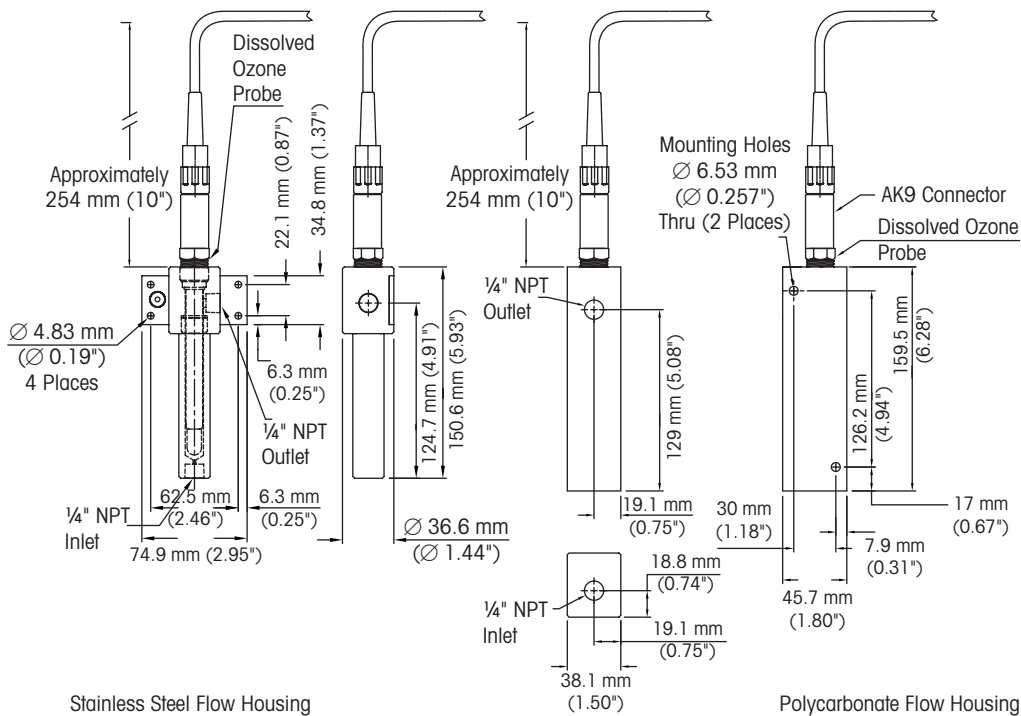 Dissolved
Ozone
Probe
Approximately
254 mm (10")
22.1 mm (0.87")
34.8 mm (1.37")
Ø 4.83 mm
(Ø 0.19")
4 Places
6.3 mm
(0.25")
¼" NPT
Outlet
62.5 mm
(2.46")
6.3 mm
(0.25")
¼" NPT
Inlet
74.9 mm (2.95")
124.7 mm (4.91")
150.6 mm (5.93")
Ø 36.6 mm
(Ø 1.44")
Stainless Steel Flow Housing
Approximately
254 mm (10")
¼" NPT
Outlet
129 mm (5.08")
19.1 mm
(0.75")
¼" NPT
Inlet
18.8 mm
(0.74")
19.1 mm
(0.75")
38.1 mm
(1.50")
Mounting Holes
Ø 6.53 mm
(Ø 0.257")
Thru (2 Places)
AK9 Connector
Dissolved Ozone
Probe
159.5 mm
(6.28")
126.2 mm
(4.94")
30 mm
(1.18")
17 mm
(0.67")
7.9 mm
(0.31")
45.7 mm
(1.80")
Polycarbonate Flow Housing